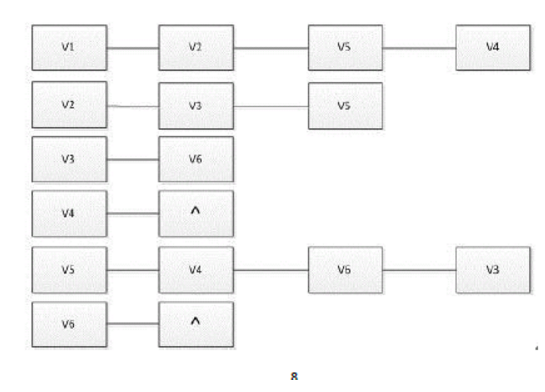 V1 V2 V5 V4
V2 V3 V5
V3 V6
V4 ^
V5 V4 V6 V3
V6 ^
8